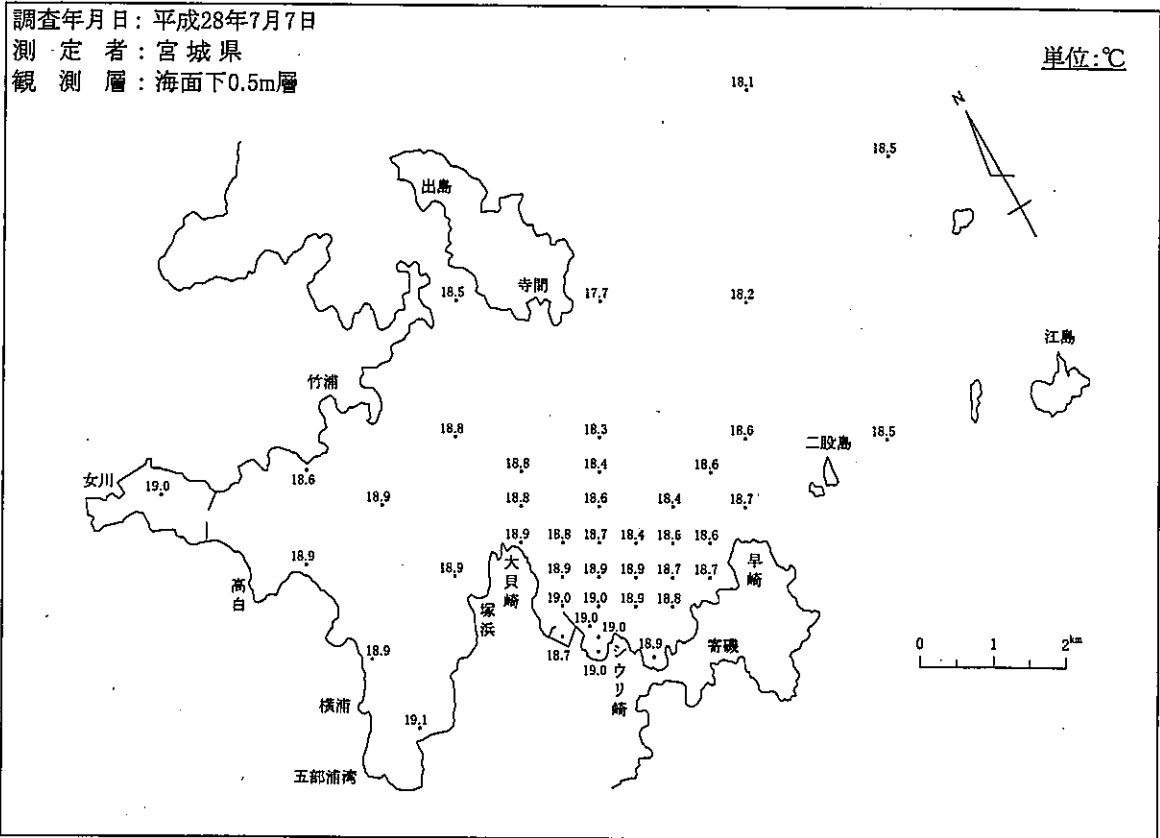 調査年月日：平成28年7月7日
測定者：宮城県
観測層：海面下0.5m層
単位：℃
18.1
N
18.5
出島
寺間
18.5
17.7
18.2
江島
竹浦
18.8
18.3
18.6
二股島
18.5
女川
19.0
18.6
18.8
18.4
18.6
18.9
18.8
18.6
18.4
18.7
18.9
18.8
18.7
18.4
18.6
18.6
18.9
高白
18.9
大貝崎
塚浜
18.9
18.9
18.9
18.7
18.7
早崎
19.0
19.0
18.9
18.8
19.0
19.0
18.7
19.0
シウリ崎
18.9
寄磯
0 1 2km
18.9
横浦
19.1
五部浦湾